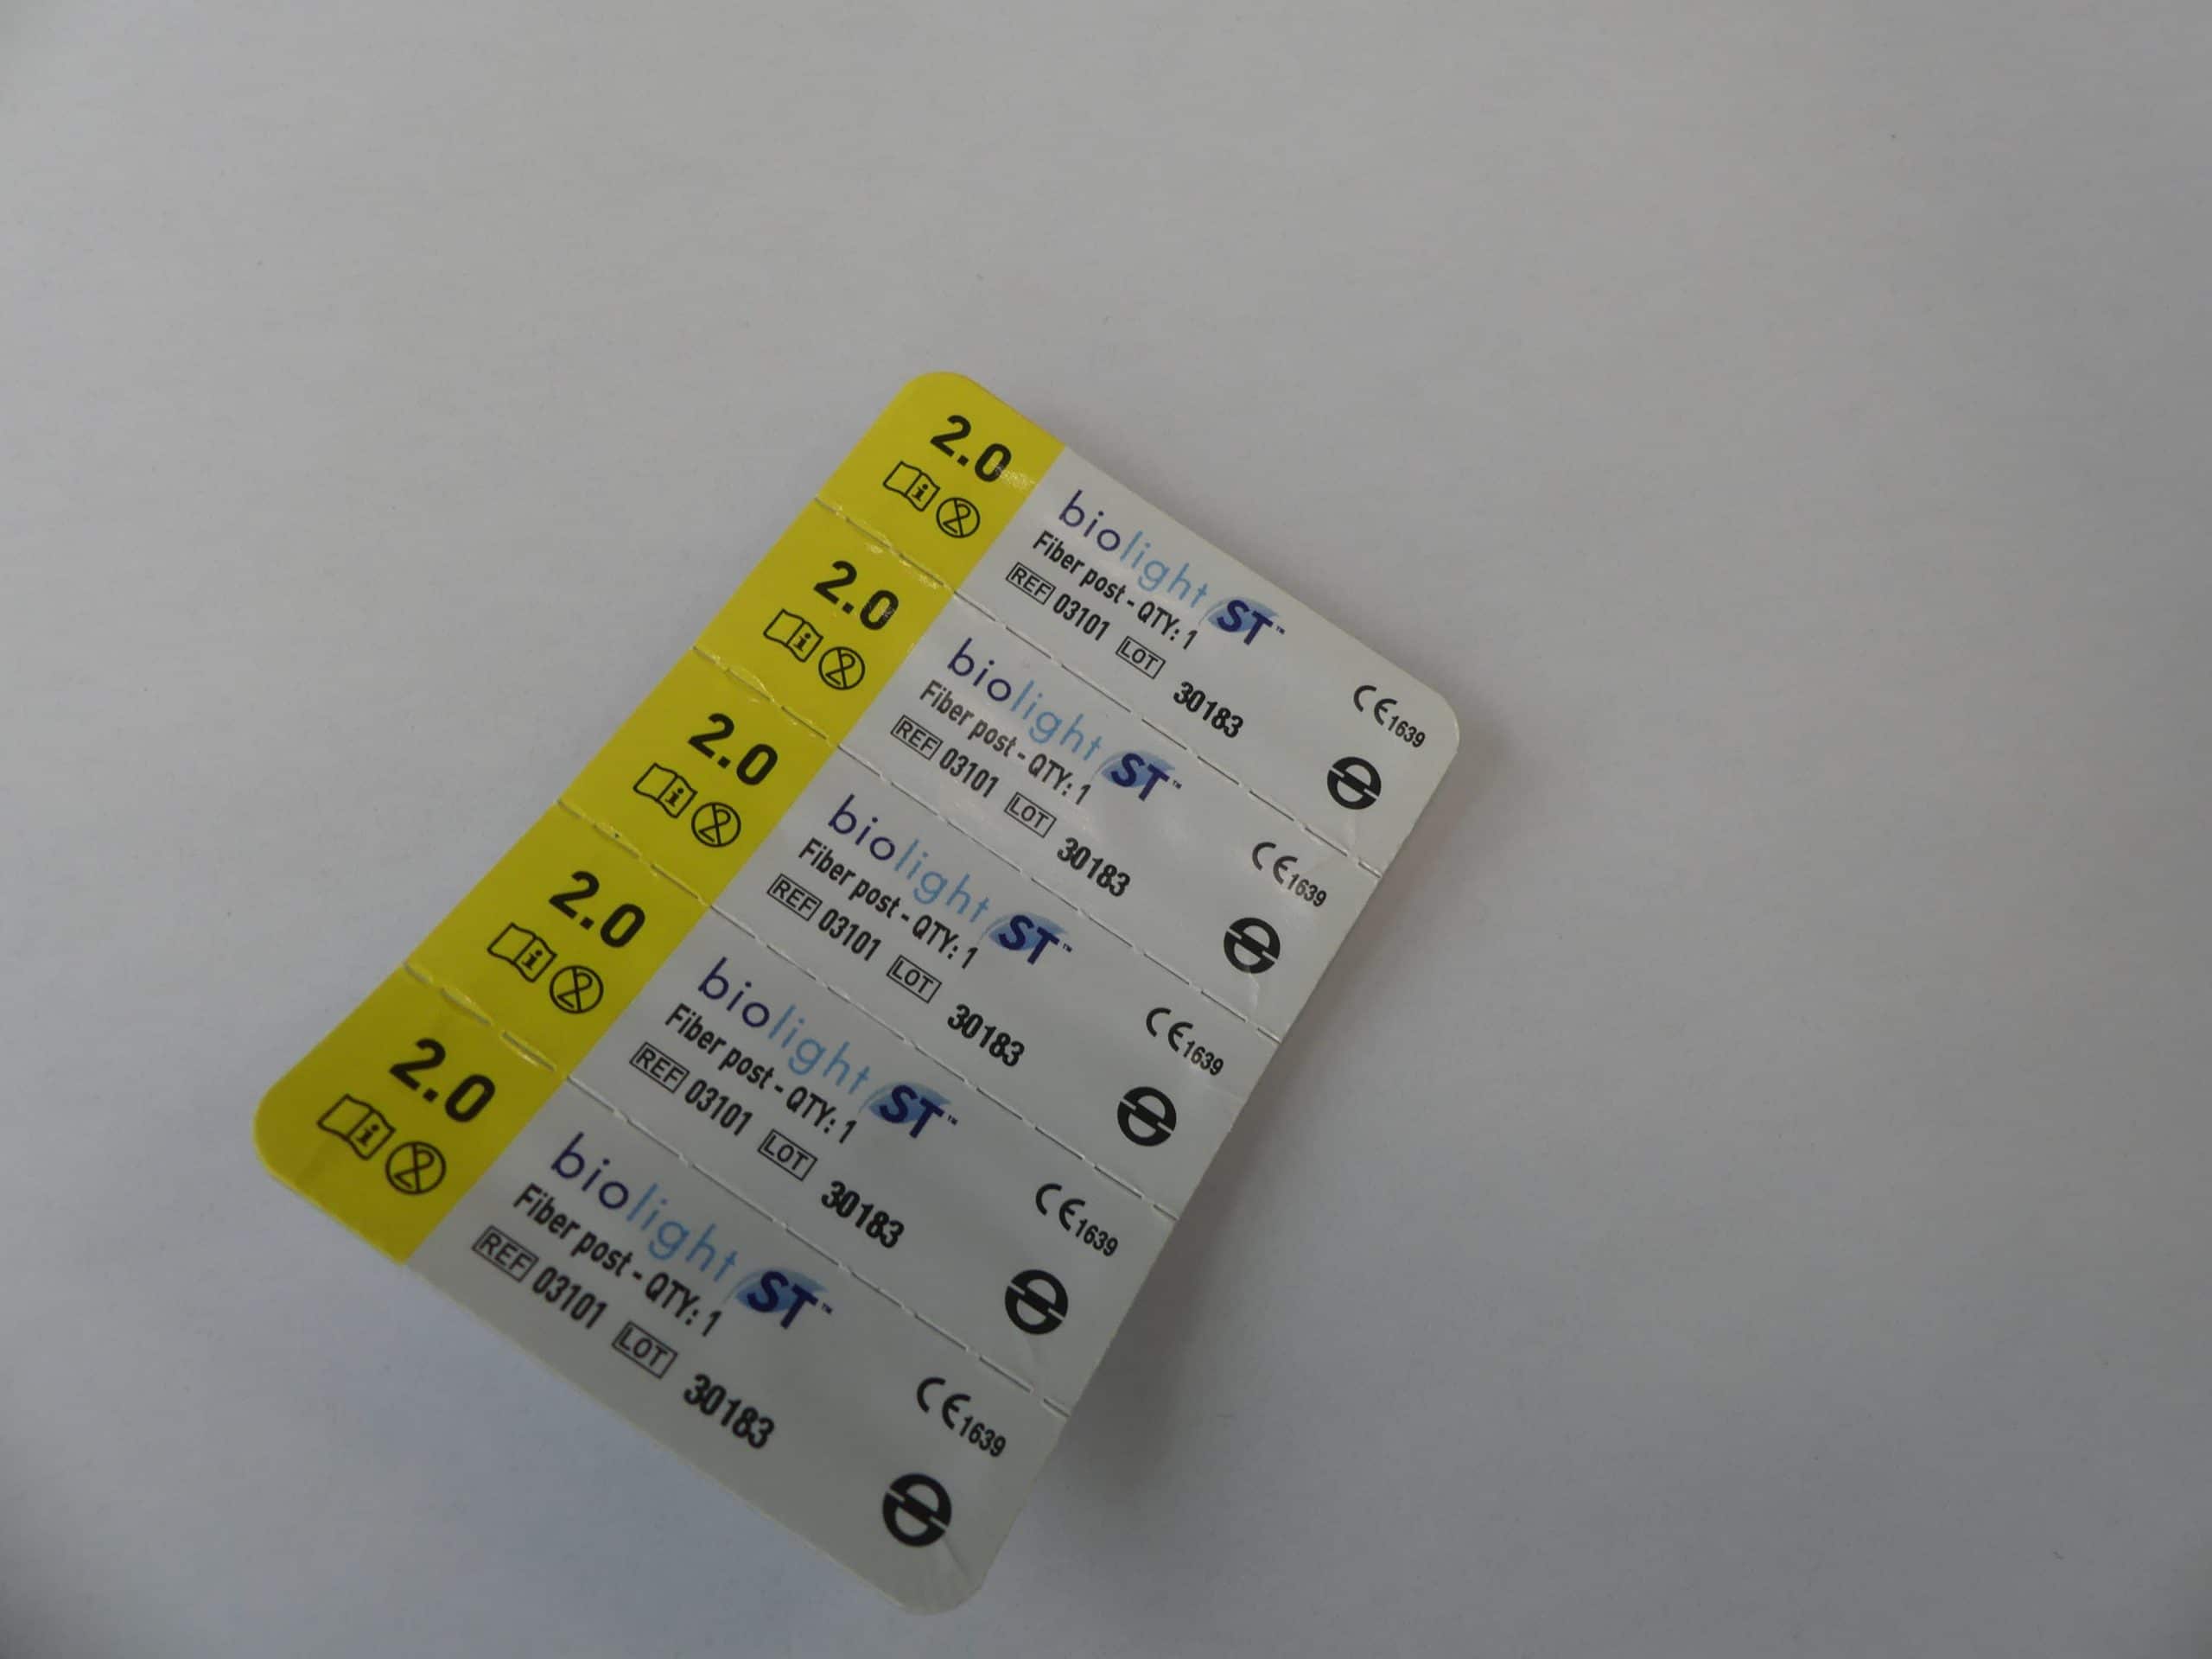 2.0
biolight ST™
Fiber post - QTY: 1
REF 03101 LOT 30183
CE 1639
2.0
biolight ST™
Fiber post - QTY: 1
REF 03101 LOT 30183
CE 1639
2.0
biolight ST™
Fiber post - QTY: 1
REF 03101 LOT 30183
CE 1639
2.0
biolight ST™
Fiber post - QTY: 1
REF 03101 LOT 30183
CE 1639
2.0
biolight ST™
Fiber post - QTY: 1
REF 03101 LOT 30183
CE 1639